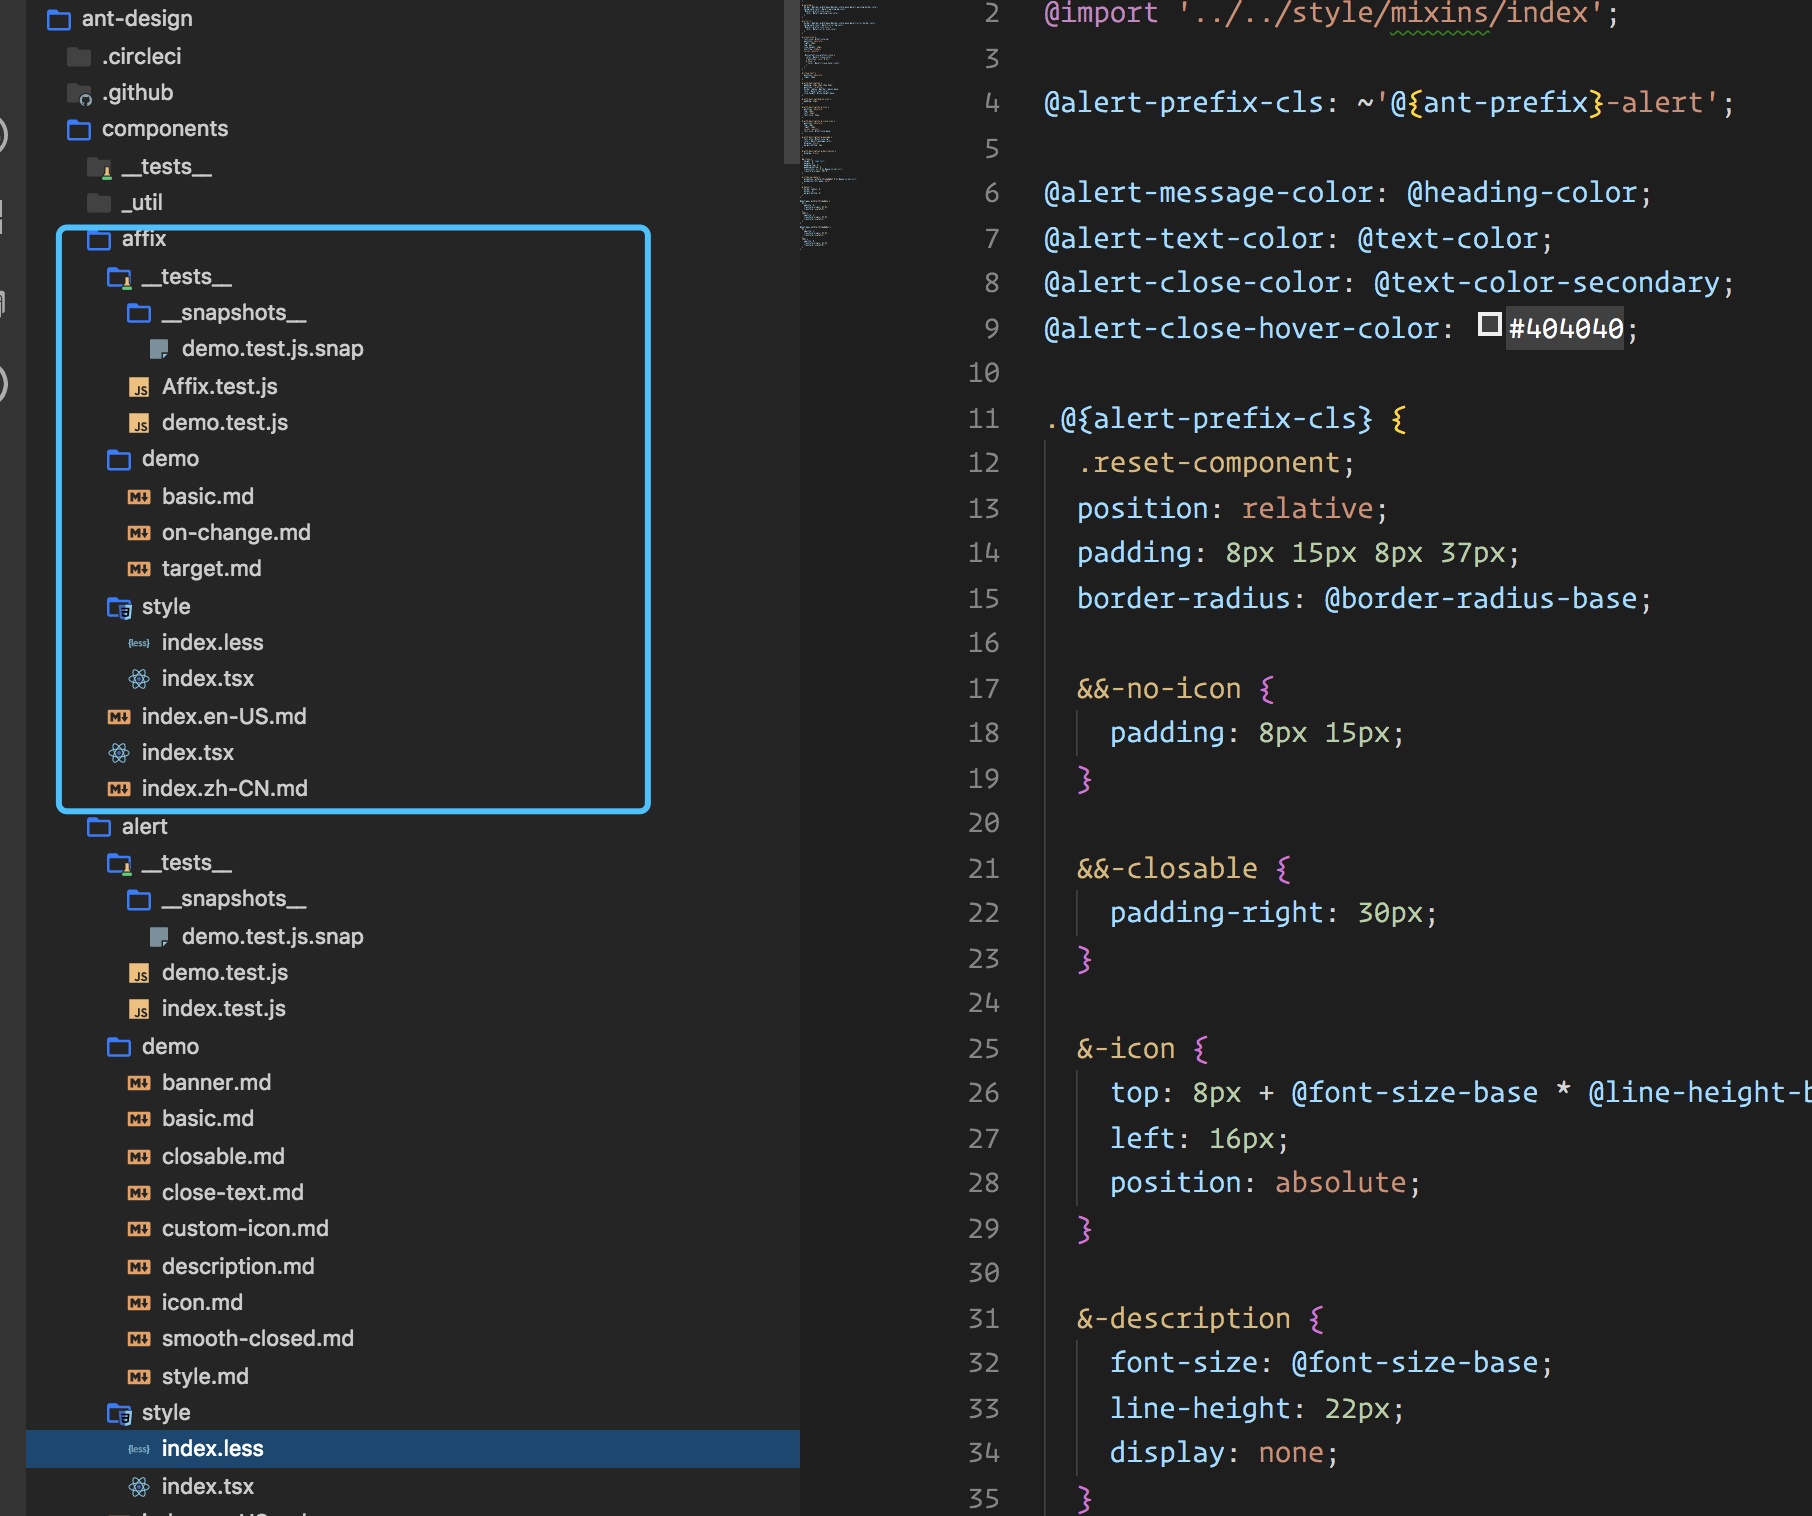 ant-design
.circleci
.github
components
__tests__
_util
affix
__tests__
__snapshots__
demo.test.js.snap
Affix.test.js
demo.test.js
demo
basic.md
on-change.md
target.md
style
index.less
index.tsx
index.en-US.md
index.tsx
index.zh-CN.md
alert
__tests__
__snapshots__
demo.test.js.snap
demo.test.js
index.test.js
demo
banner.md
basic.md
closable.md
close-text.md
custom-icon.md
description.md
icon.md
smooth-closed.md
style.md
style
index.less
index.tsx
2 @import '../../style/mixins/index';
3
4 @alert-prefix-cls: ~'@{ant-prefix}-alert';
5
6 @alert-message-color: @heading-color;
7 @alert-text-color: @text-color;
8 @alert-close-color: @text-color-secondary;
9 @alert-close-hover-color: #404040;
10
11 .@{alert-prefix-cls} {
12 .reset-component;
13 position: relative;
14 padding: 8px 15px 8px 37px;
15 border-radius: @border-radius-base;
16
17 &&-no-icon {
18 padding: 8px 15px;
19 }
20
21 &&-closable {
22 padding-right: 30px;
23 }
24
25 &-icon {
26 top: 8px + @font-size-base * @line-height-b
27 left: 16px;
28 position: absolute;
29 }
30
31 &-description {
32 font-size: @font-size-base;
33 line-height: 22px;
34 display: none;
35 }